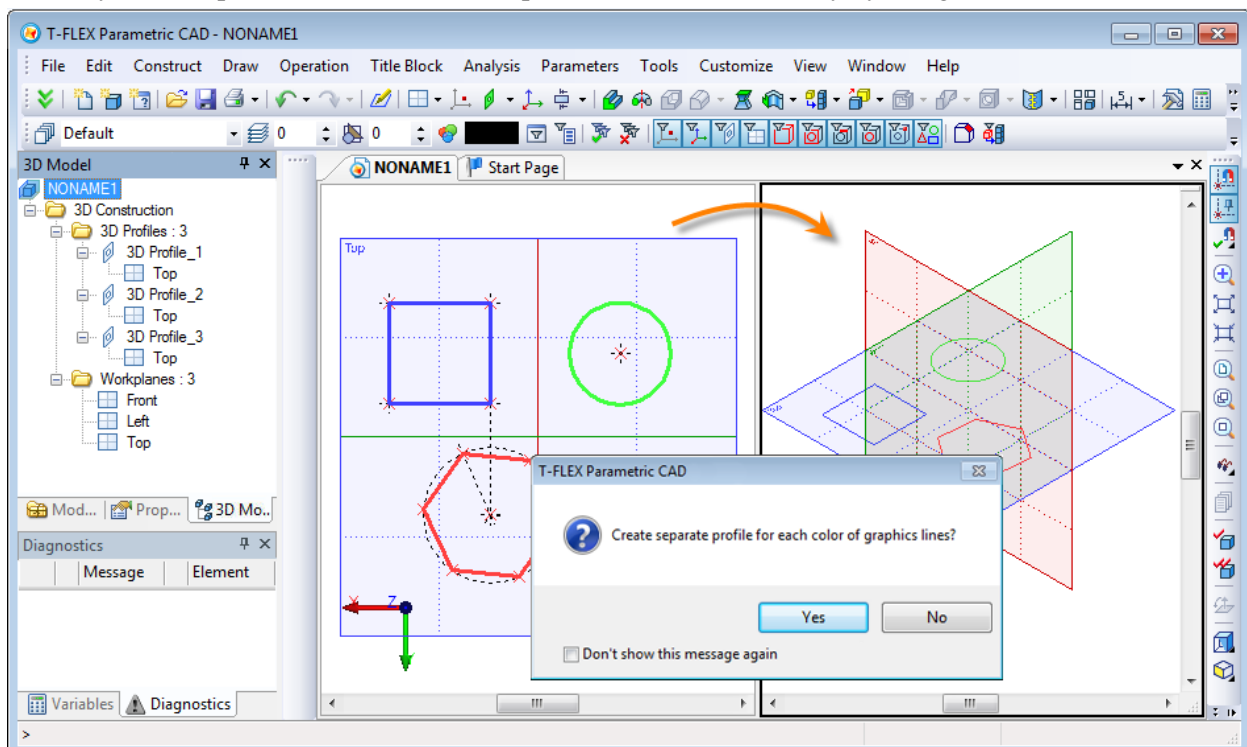 T-FLEX Parametric CAD - NONAME1
File Edit Construct Draw Operation Title Block Analysis Parameters Tools Customize View Window Help
Default 0 0
3D Model
NONAME1 Start Page
NONAME1
3D Construction
3D Profiles : 3
3D Profile_1
Top
3D Profile_2
Top
3D Profile_3
Top
Workplanes : 3
Front
Left
Top
Top
X Z
Mod... Prop... 3D Mo..
Diagnostics
Message Element
T-FLEX Parametric CAD
Create separate profile for each color of graphics lines?
Yes No
Don't show this message again
Variables Diagnostics
>